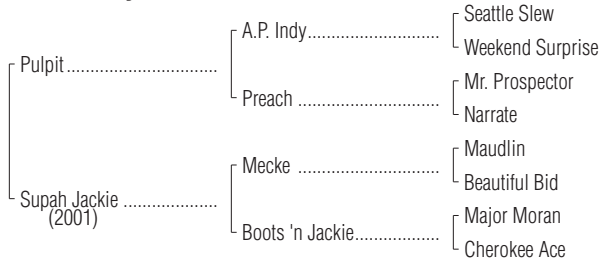 Seattle Slew
A.P. Indy..............................
Weekend Surprise
Pulpit..................................
Mr. Prospector
Preach ................................
Narrate
Maudlin
Mecke ................................
Beautiful Bid
Supah Jackie .....................
(2001)
Major Moran
Boots 'n Jackie...................
Cherokee Ace